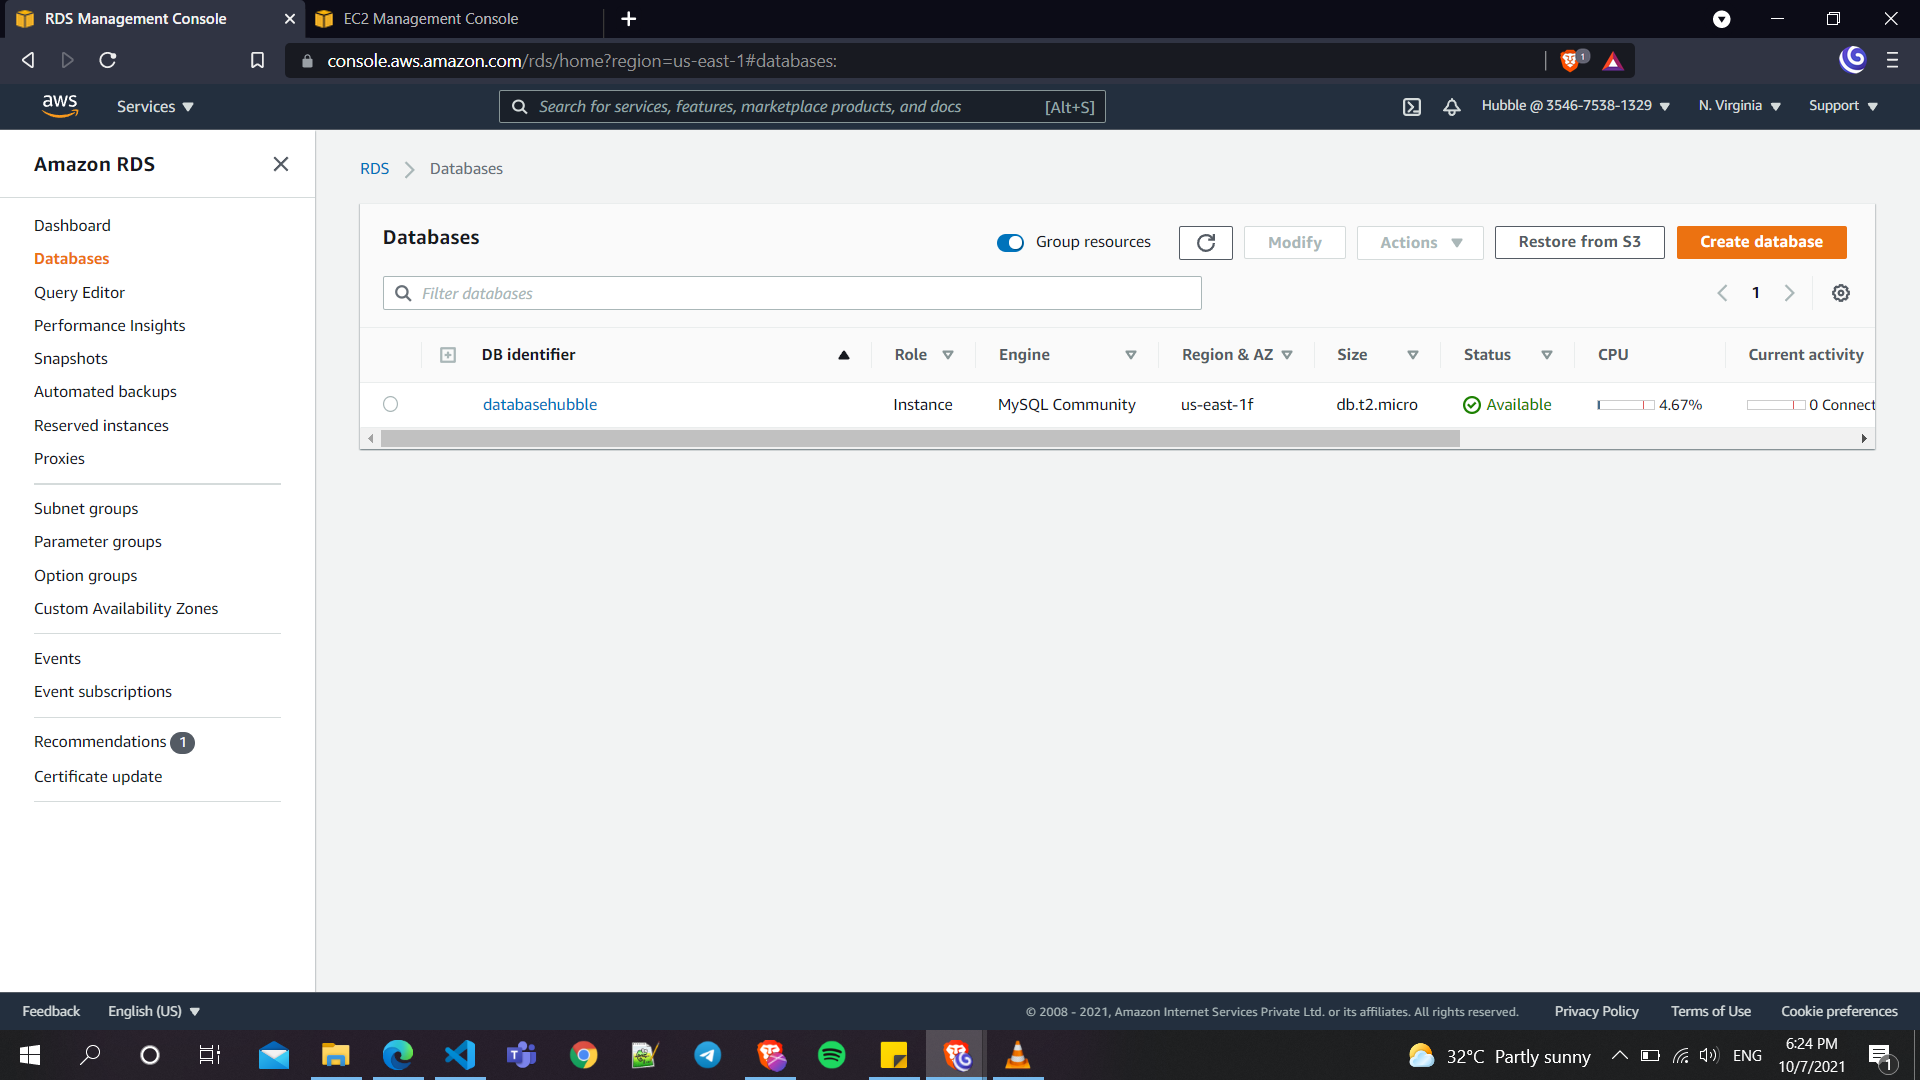 RDS Management Console
EC2 Management Console
console.aws.amazon.com/rds/home?region=us-east-1#databases:
1
aws
Services
Search for services, features, marketplace products, and docs [Alt+S]
Hubble @ 3546-7538-1329
N. Virginia
Support
Amazon RDS
Dashboard
Databases
Query Editor
Performance Insights
Snapshots
Automated backups
Reserved instances
Proxies
Subnet groups
Parameter groups
Option groups
Custom Availability Zones
Events
Event subscriptions
Recommendations 1
Certificate update
RDS > Databases
Databases
Group resources
Modify
Actions
Restore from S3
Create database
Filter databases
1
DB identifier Role Engine Region & AZ Size Status CPU Current activity
databasehubble Instance MySQL Community us-east-1f db.t2.micro Available 4.67% 0 Connect
Feedback English (US)
© 2008 - 2021, Amazon Internet Services Private Ltd. or its affiliates. All rights reserved. Privacy Policy Terms of Use Cookie preferences
32°C Partly sunny
ENG
6:24 PM
10/7/2021
1